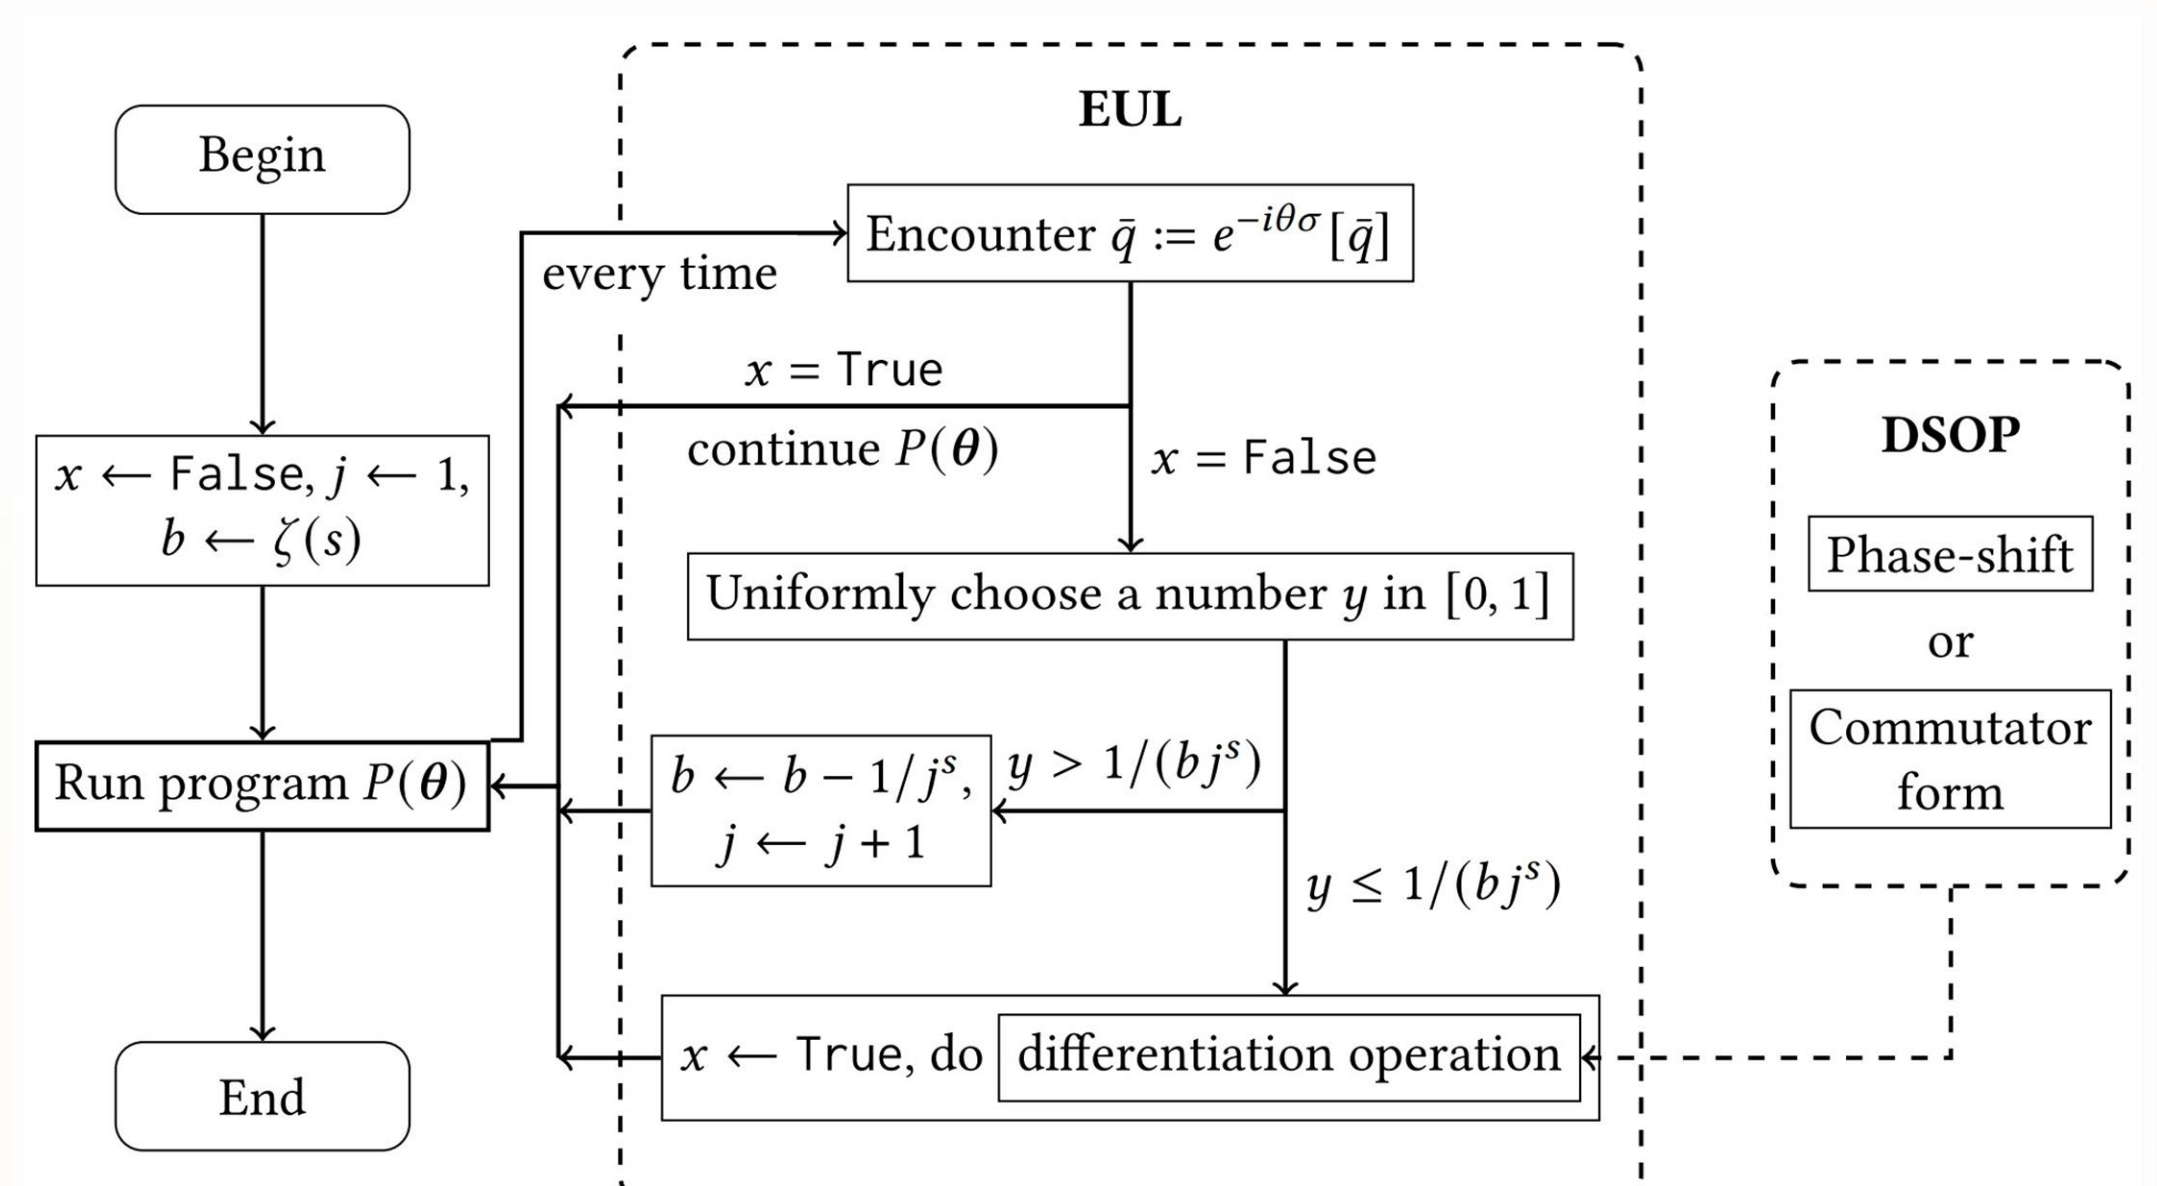 EUL
Begin
Encounter q̄ := e^{−iθσ}[q̄]
every time
x = True
continue P(θ)
x = False
DSOP
x ← False, j ← 1,
b ← ζ(s)
Phase-shift
or
Commutator
form
Uniformly choose a number y in [0, 1]
Run program P(θ)
b ← b − 1/j^s,
j ← j + 1
y > 1/(bj^s)
y ≤ 1/(bj^s)
x ← True, do differentiation operation
End